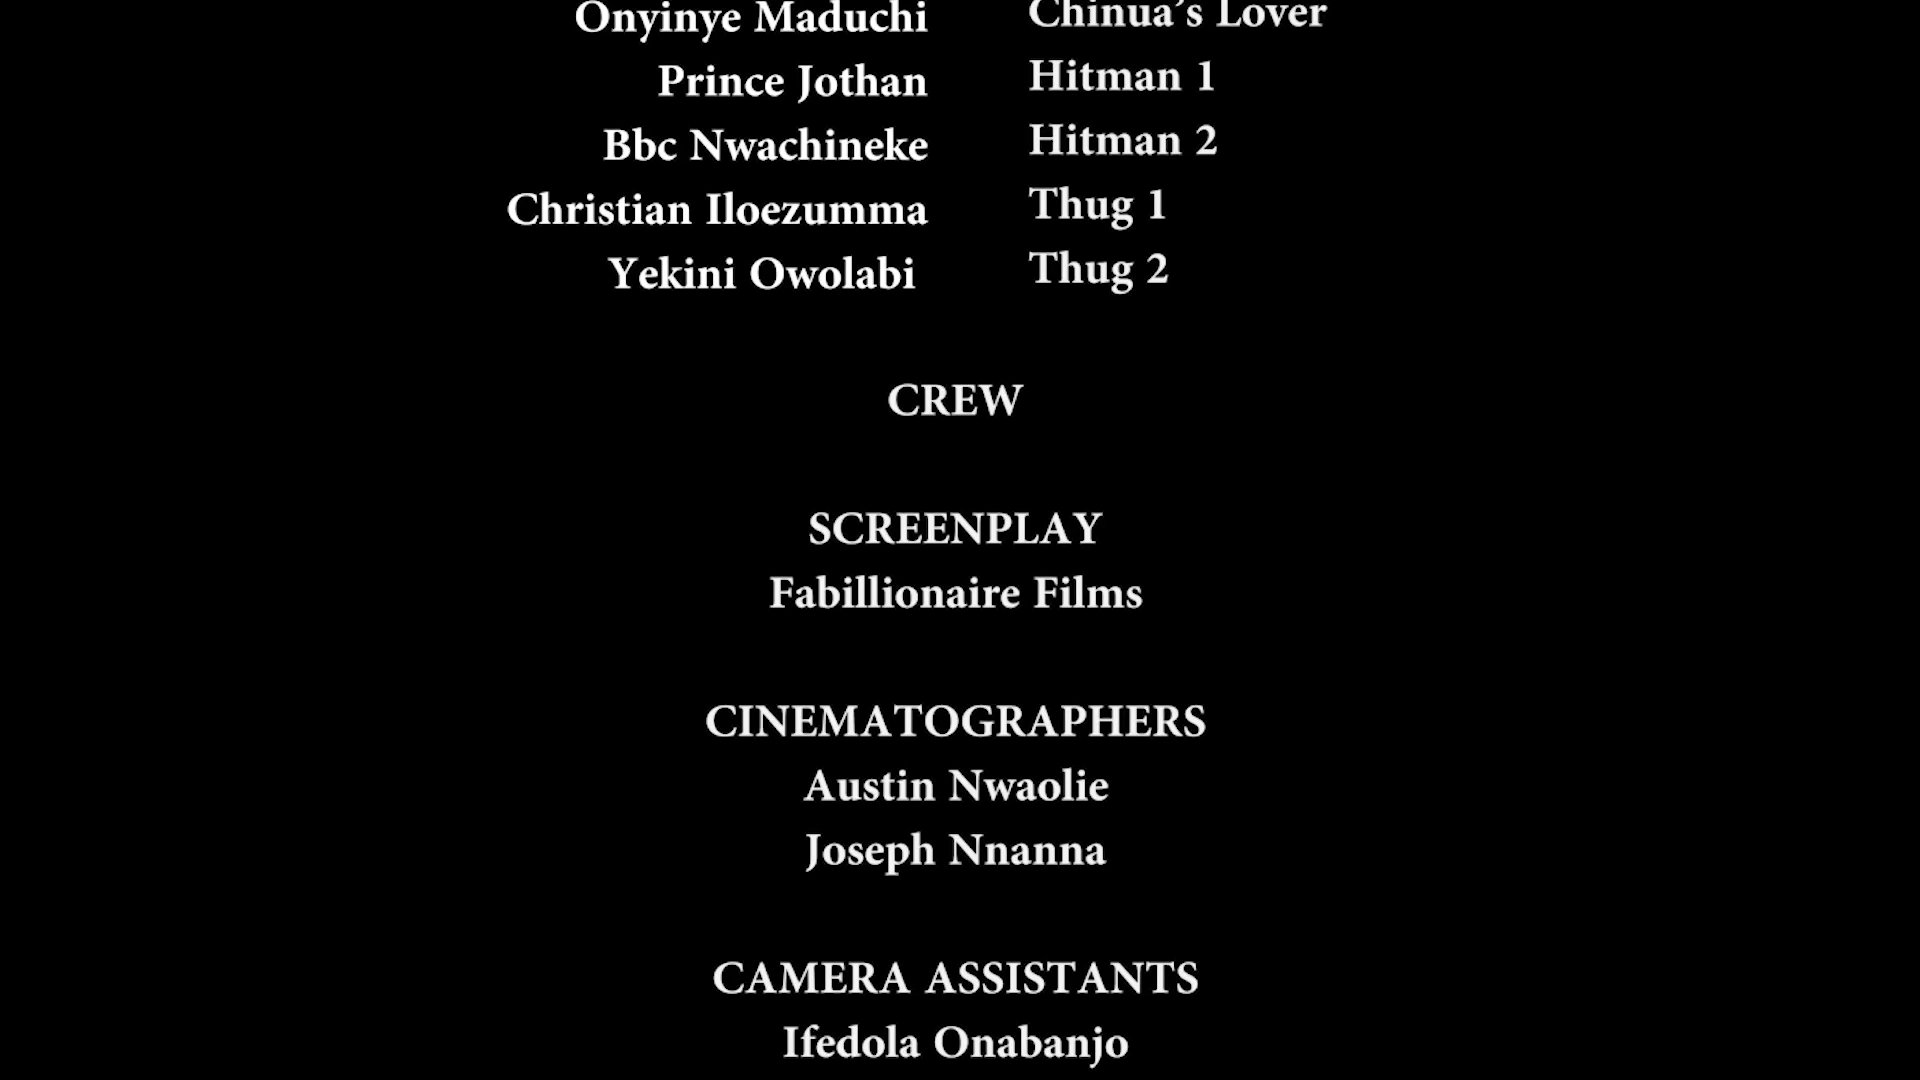 Onyinye Maduchi Chinua's Lover
Prince Jothan Hitman 1
Bbc Nwachineke Hitman 2
Christian Iloezumma Thug 1
Yekini Owolabi Thug 2
CREW
SCREENPLAY
Fabillionaire Films
CINEMATOGRAPHERS
Austin Nwaolie
Joseph Nnanna
CAMERA ASSISTANTS
Ifedola Onabanjo